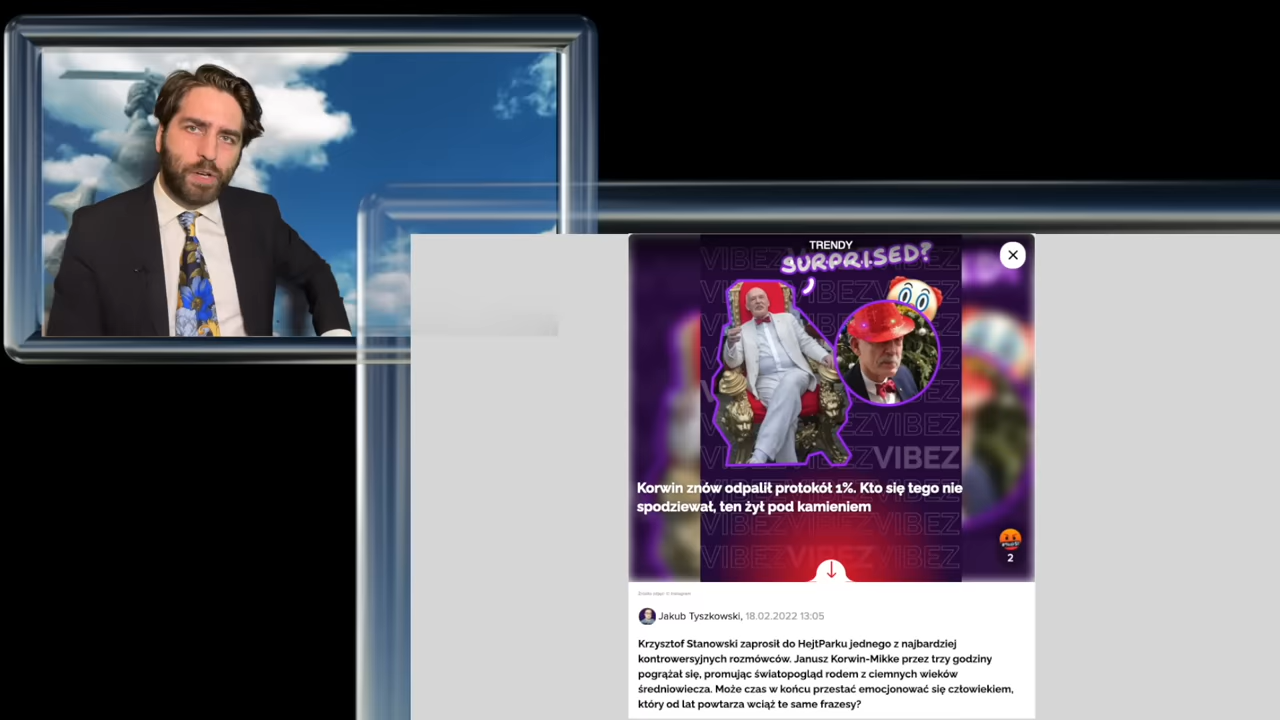 TRENDY
SURPRISED?
VIBEZ
Korwin znów odpalił protokół 1%. Kto się tego nie
spodziewał, ten żył pod kamieniem
2
Jakub Tyszkowski, 18.02.2022 13:05
Krzysztof Stanowski zaprosił do HejtParku jednego z najbardziej
kontrowersyjnych rozmówców. Janusz Korwin-Mikke przez trzy godziny
pogrążał się, promując światopogląd rodem z ciemnych wieków
średniowiecza. Może czas w końcu przestać emocjonować się człowiekiem,
który od lat powtarza wciąż te same frazesy?